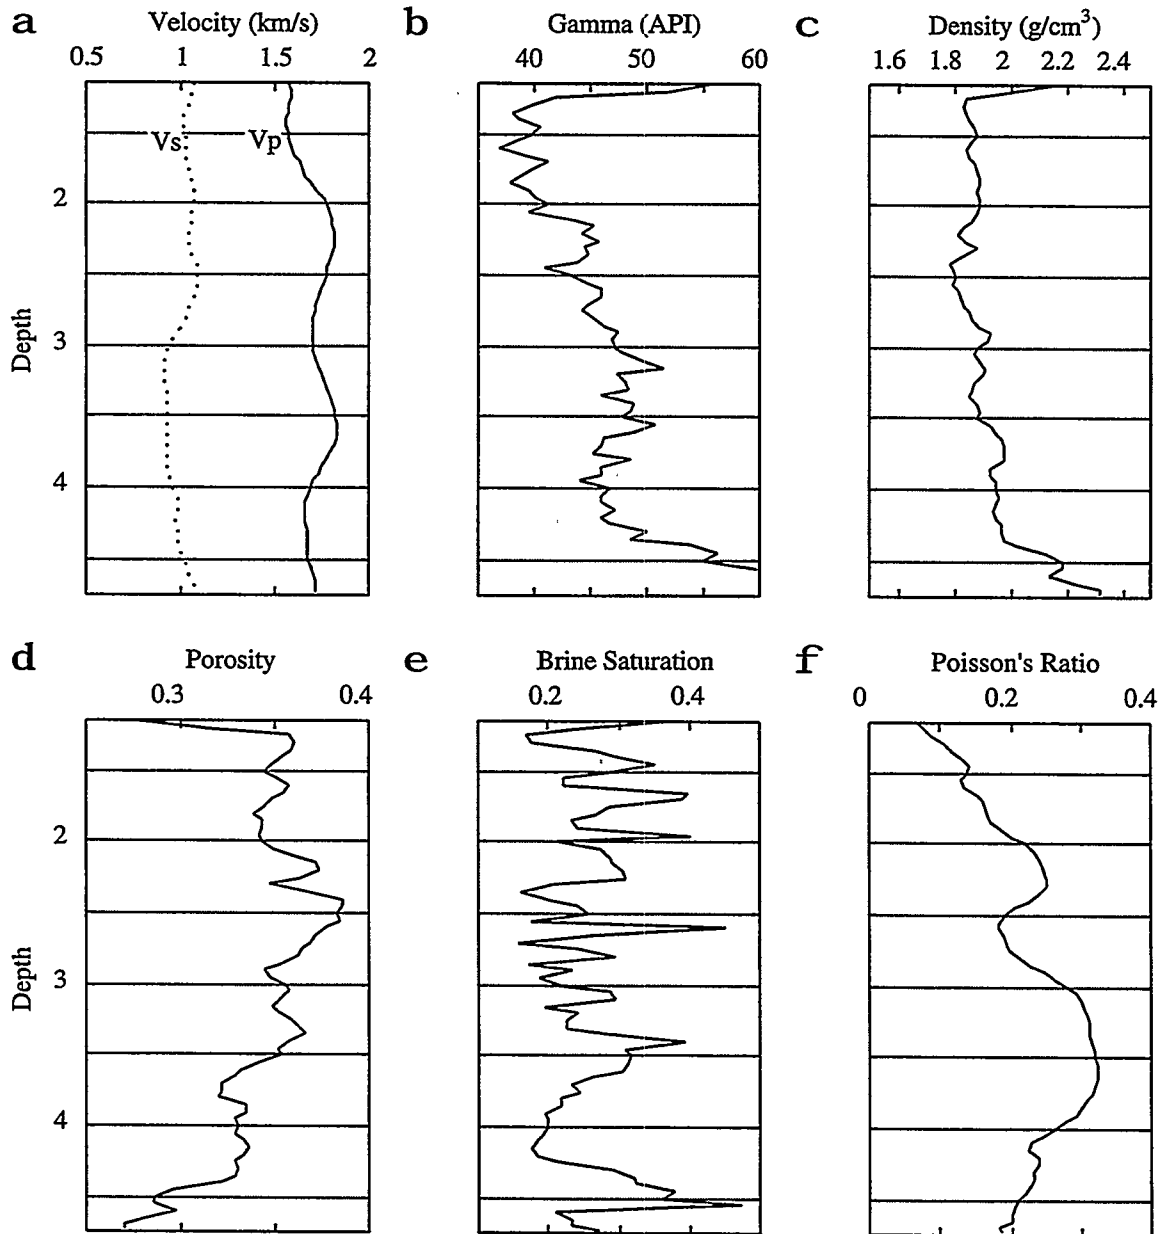 a Velocity (km/s) b Gamma (API) c Density (g/cm³)
0.5 1 1.5 2 40 50 60 1.6 1.8 2 2.2 2.4
Vs Vp
2
Depth
3
4
d Porosity e Brine Saturation f Poisson's Ratio
0.3 0.4 0.2 0.4 0 0.2 0.4
2
Depth
3
4